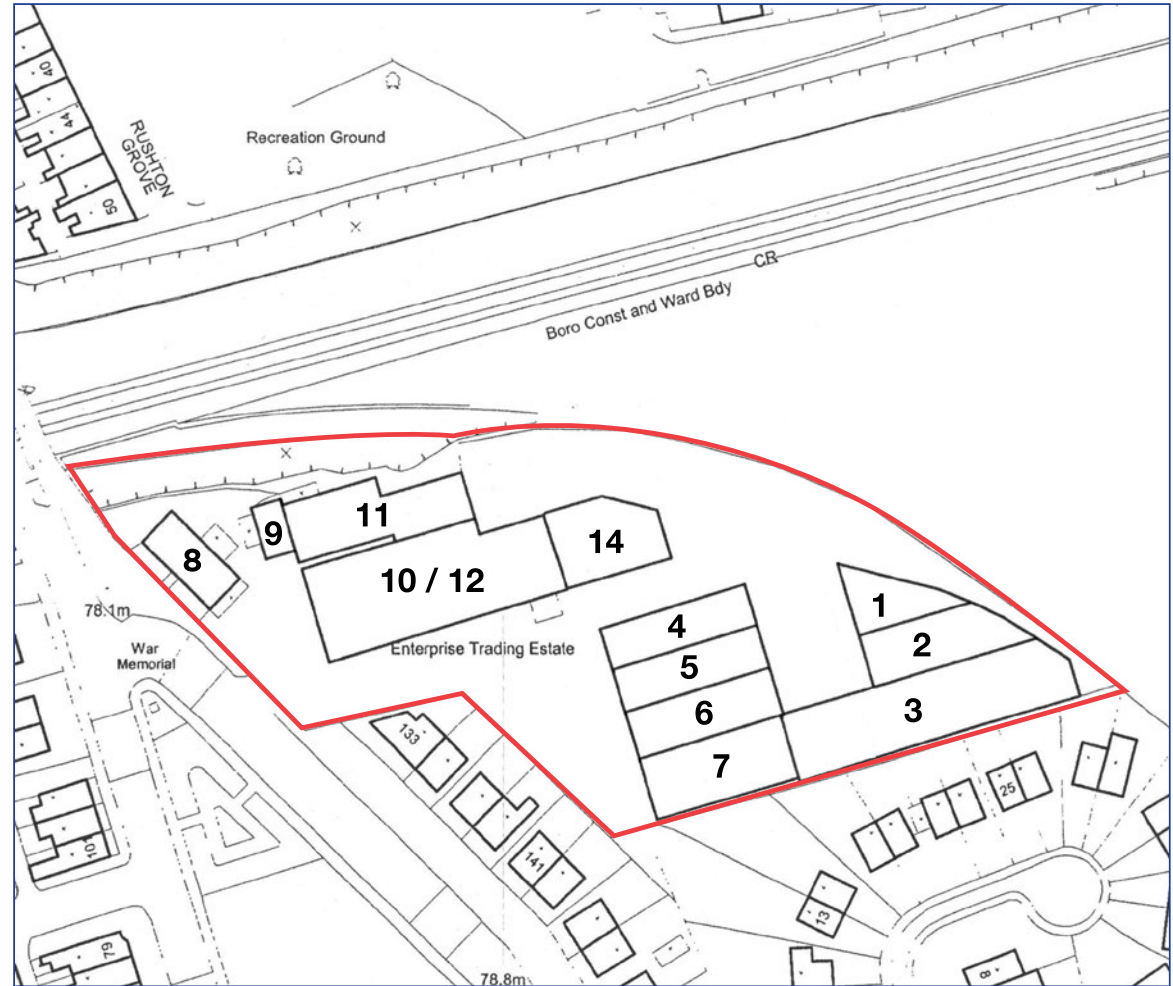 40
44
RUSHTON
GROVE
50
Recreation Ground
CR
Boro Const and Ward Bdy
11
9
8
14
10 / 12
1
4
2
78.1m
War
Memorial
Enterprise Trading Estate
5
6
3
133
7
25
101
141
13
79
8
78.8m